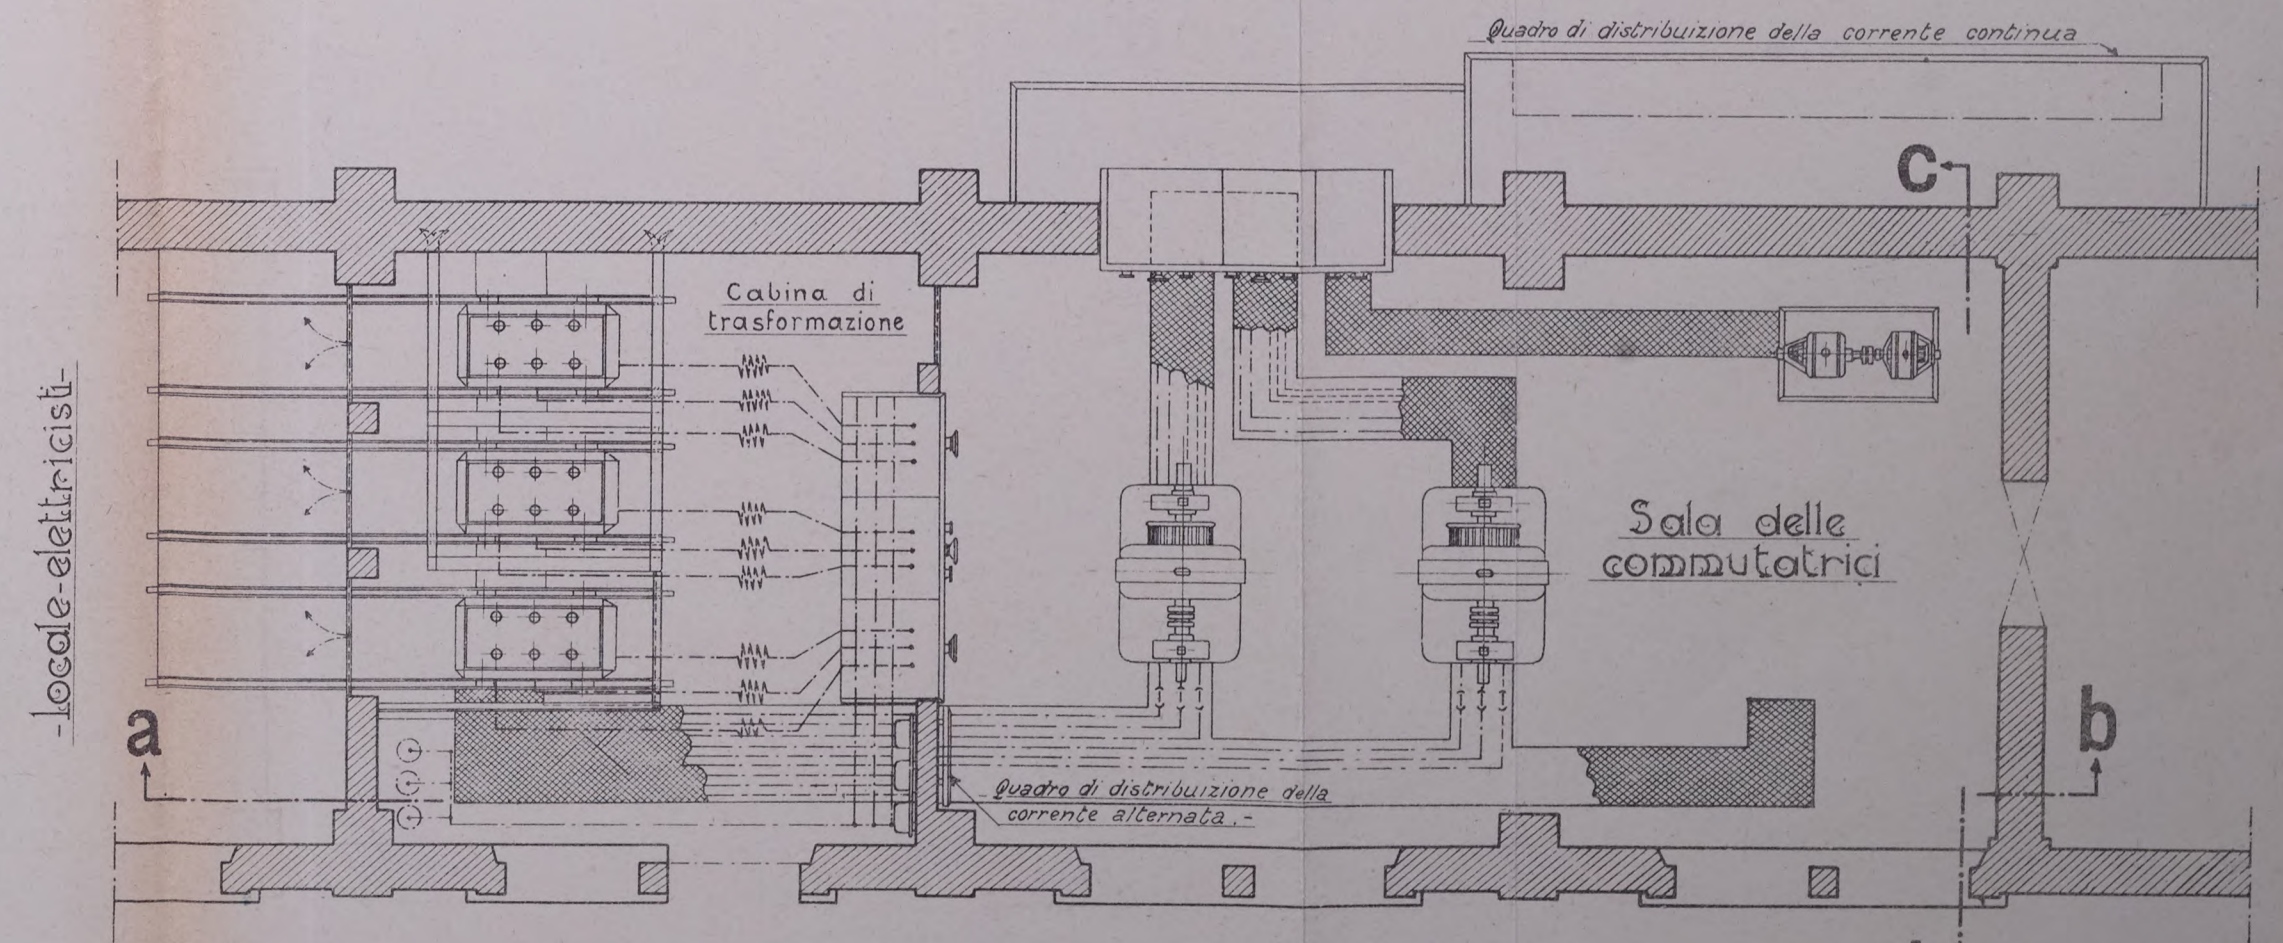 Quadro di distribuizione della corrente continua
c
Cabina di
trasformazione
-Locale-elettricisti-
Sala delle
commutatrici
a
b
Quadro di distribuizione della
corrente alternata.-